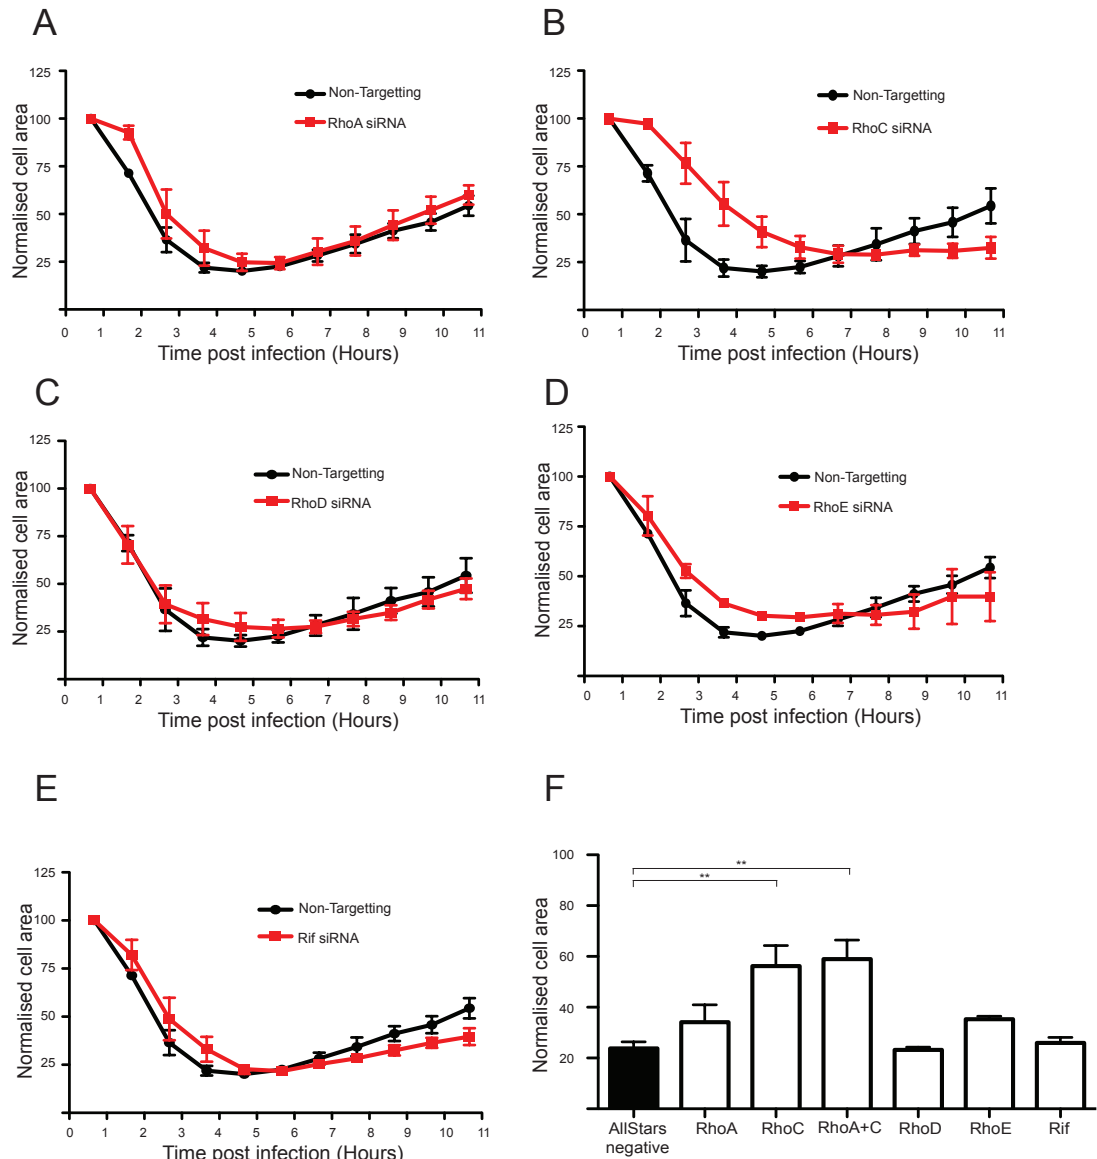 A
125
100
75
50
25
Normalised cell area
Non-Targetting
RhoA siRNA
0 1 2 3 4 5 6 7 8 9 10 11
Time post infection (Hours)
B
125
100
75
50
25
Normalised cell area
Non-Targetting
RhoC siRNA
0 1 2 3 4 5 6 7 8 9 10 11
Time post infection (Hours)
C
125
100
75
50
25
Normalised cell area
Non-Targetting
RhoD siRNA
0 1 2 3 4 5 6 7 8 9 10 11
Time post infection (Hours)
D
125
100
75
50
25
Normalised cell area
Non-Targetting
RhoE siRNA
0 1 2 3 4 5 6 7 8 9 10 11
Time post infection (Hours)
E
125
100
75
50
25
Normalised cell area
Non-Targetting
Rif siRNA
0 1 2 3 4 5 6 7 8 9 10 11
Time post infection (Hours)
F
100
80
60
40
20
Normalised cell area
**
**
AllStars
negative
RhoA
RhoC
RhoA+C
RhoD
RhoE
Rif